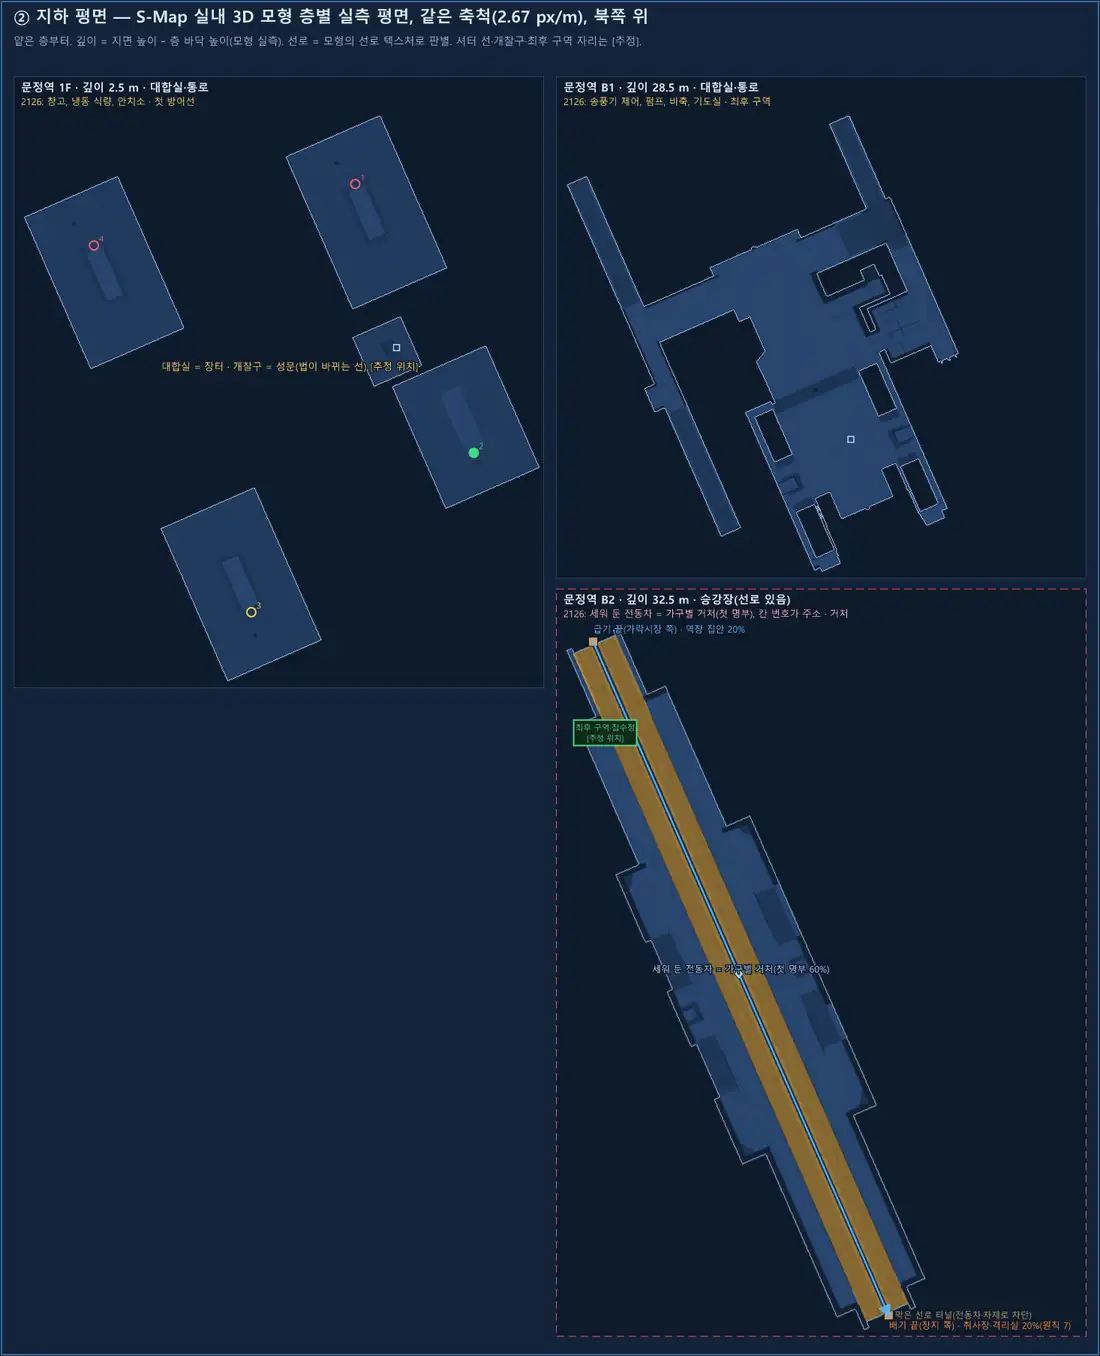 ② 지하 평면 — S-Map 실내 3D 모형 층별 실측 평면, 같은 축척(2.67 px/m), 북쪽 위
얕은 층부터. 깊이 = 지면 높이 – 층 바닥 높이(모형 실측). 선로 = 모형의 선로 텍스처로 판별. 셔터 선·개찰구·최후 구역 자리는 [추정].
문정역 1F · 깊이 2.5 m · 대합실·통로
2126: 창고, 냉동 식량, 안치소 · 첫 방어선
1
4
대합실 = 장터 · 개찰구 = 성문(법이 바뀌는 선) [추정 위치]
2
3
문정역 B1 · 깊이 28.5 m · 대합실·통로
2126: 송풍기 제어, 펌프, 비축, 기도실 · 최후 구역
문정역 B2 · 깊이 32.5 m · 승강장(선로 있음)
2126: 세워 둔 전동차 = 가구별 거처(첫 명부), 칸 번호가 주소 · 거처
급기 끝(가락시장 쪽) · 역장 집안 20%
최후 구역·집수정
[추정 위치]
세워 둔 전동차 = 가구별 거처(첫 명부 60%)
막은 선로 터널(전동차·자재로 차단)
배기 끝(장지 쪽) · 취사장·격리실 20%(원칙 7)